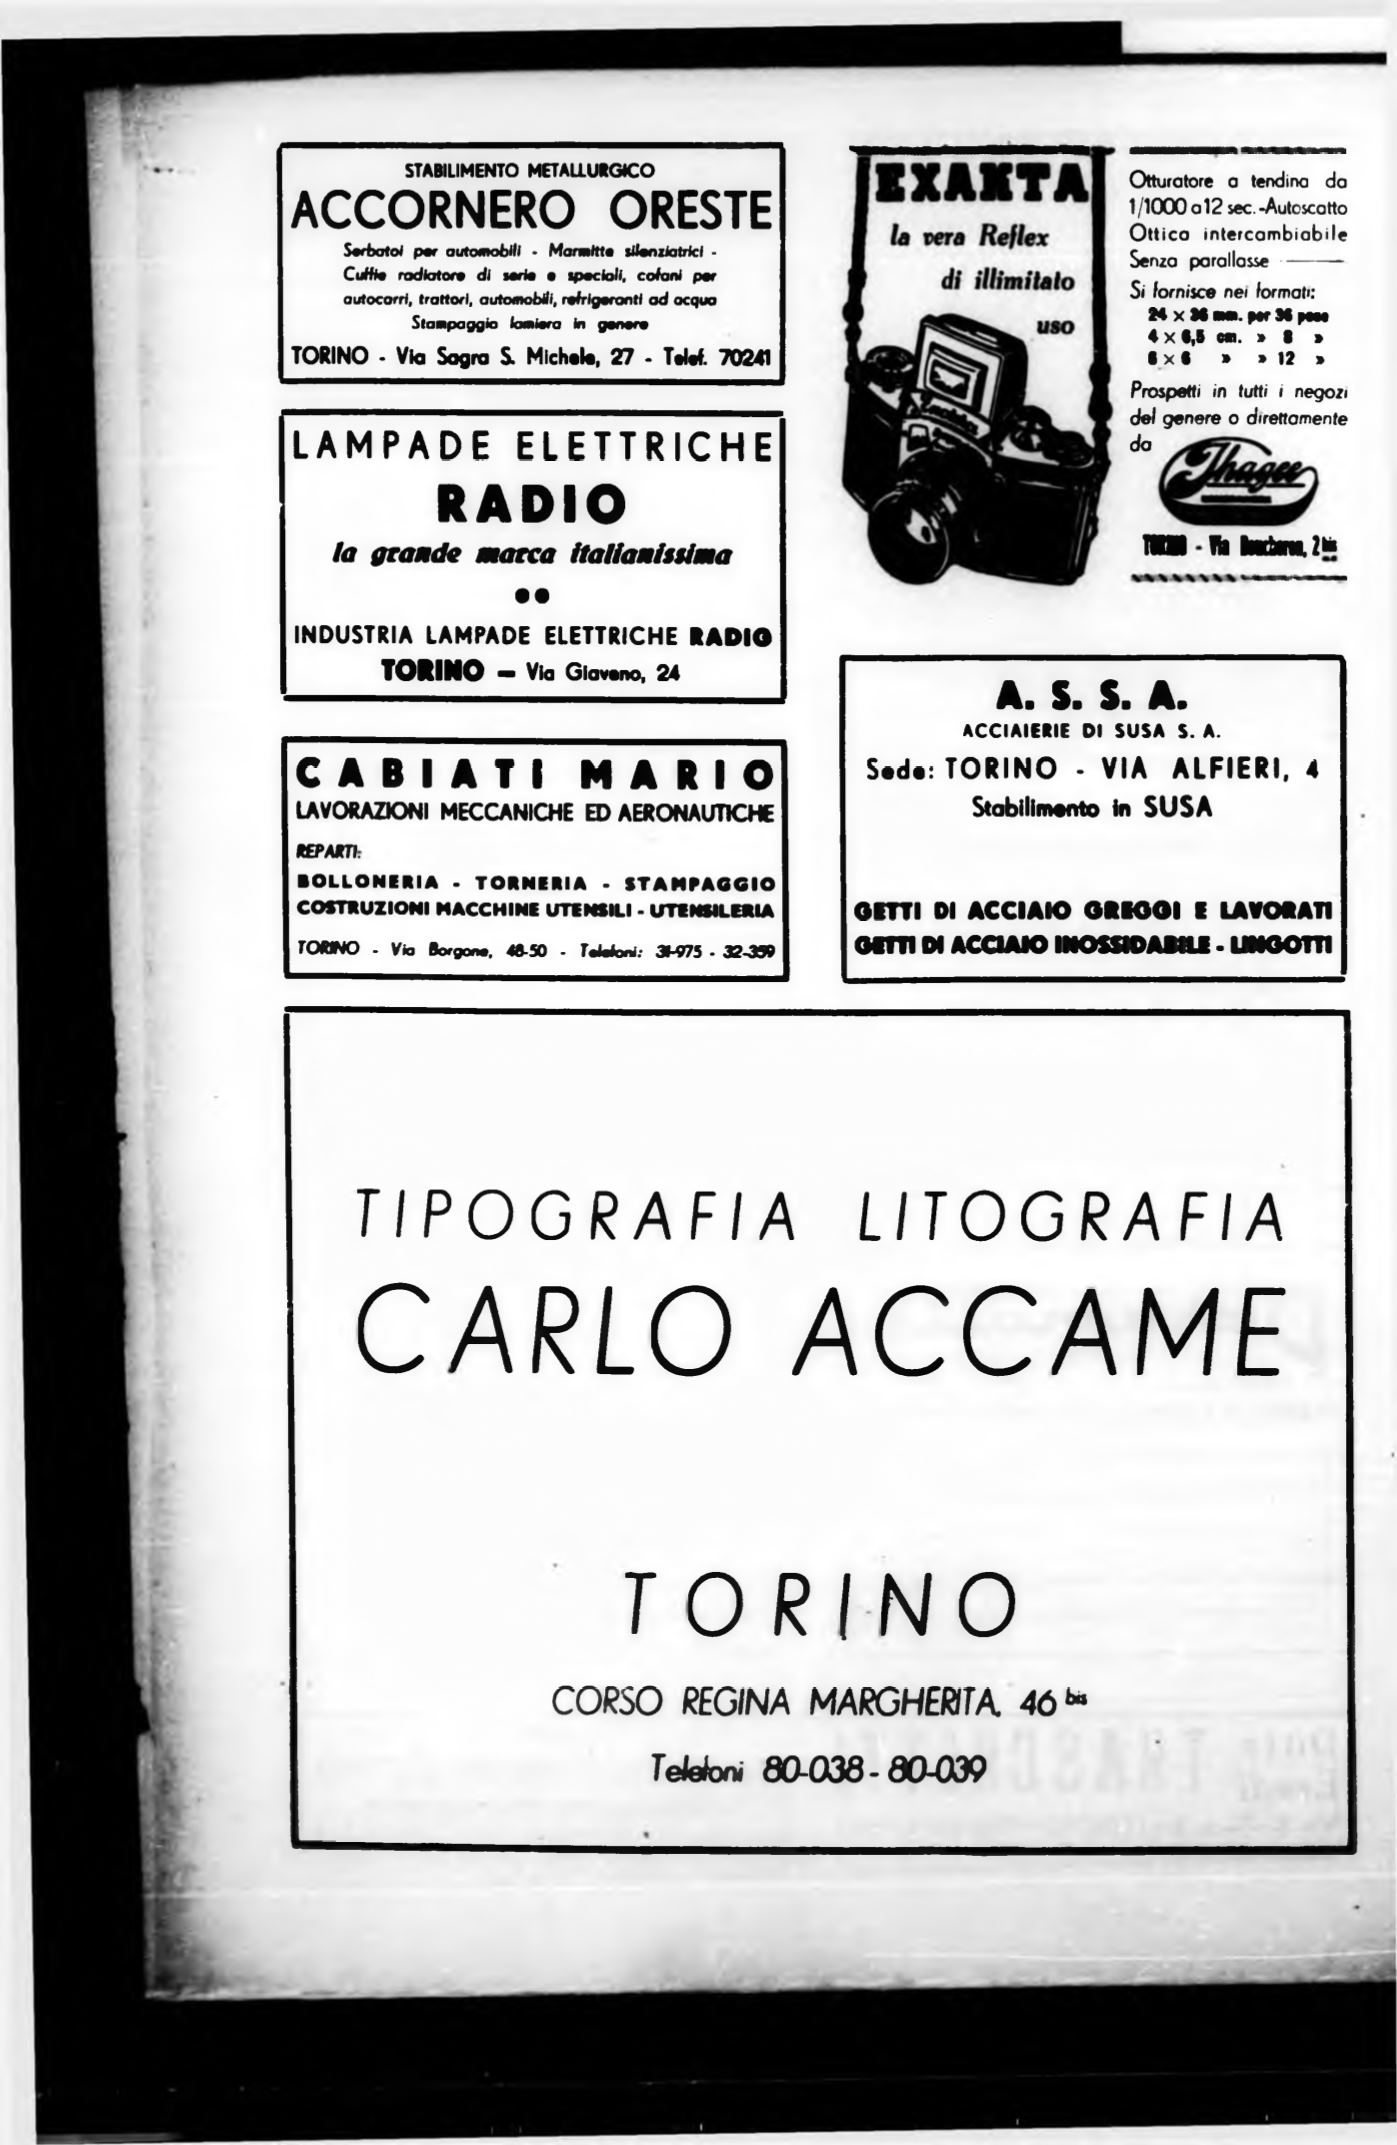 STABILIMENTO METALLURGICO
ACCORNERO ORESTE
Serbatoi per automobili - Marmitte silenziatrici -
Cuffie radiatore di serie e speciali, cofani per
autocarri, trattori, automobili, refrigeranti ad acqua
Stampaggio lamiera in genere
TORINO - Via Sagra S. Michele, 27 - Telef. 70241
LAMPADE ELETTRICHE
RADIO
la grande marca italianissima
INDUSTRIA LAMPADE ELETTRICHE RADIO
TORINO - Via Giaveno, 24
CABIATI MARIO
LAVORAZIONI MECCANICHE ED AERONAUTICHE
REPARTI:
BOLLONERIA - TORNERIA - STAMPAGGIO
COSTRUZIONI MACCHINE UTENSILI - UTENSILERIA
TORINO - Via Borgone, 48-50 - Telefoni: 31-975 - 32-359
EXAKTA
la vera Reflex
di illimitato
uso
Otturatore a tendina da
1/1000 a 12 sec. - Autoscatto
Ottica intercambiabile
Senza parallasse
Si fornisce nei formati:
24 × 36 mm. per 36 pose
4 × 6,5 cm. » 8 »
6 × 6 » » 12 »
Prospetti in tutti i negozi
del genere o direttamente
da
Ihagee
TORINO - Via 2 bis
A. S. S. A.
ACCIAIERIE DI SUSA S. A.
Sede: TORINO - VIA ALFIERI, 4
Stabilimento in SUSA
GETTI DI ACCIAIO GREGGI E LAVORATI
GETTI DI ACCIAIO INOSSIDABILE - LINGOTTI
TIPOGRAFIA LITOGRAFIA
CARLO ACCAME
TORINO
CORSO REGINA MARGHERITA, 46 bis
Telefoni 80-038 - 80-039